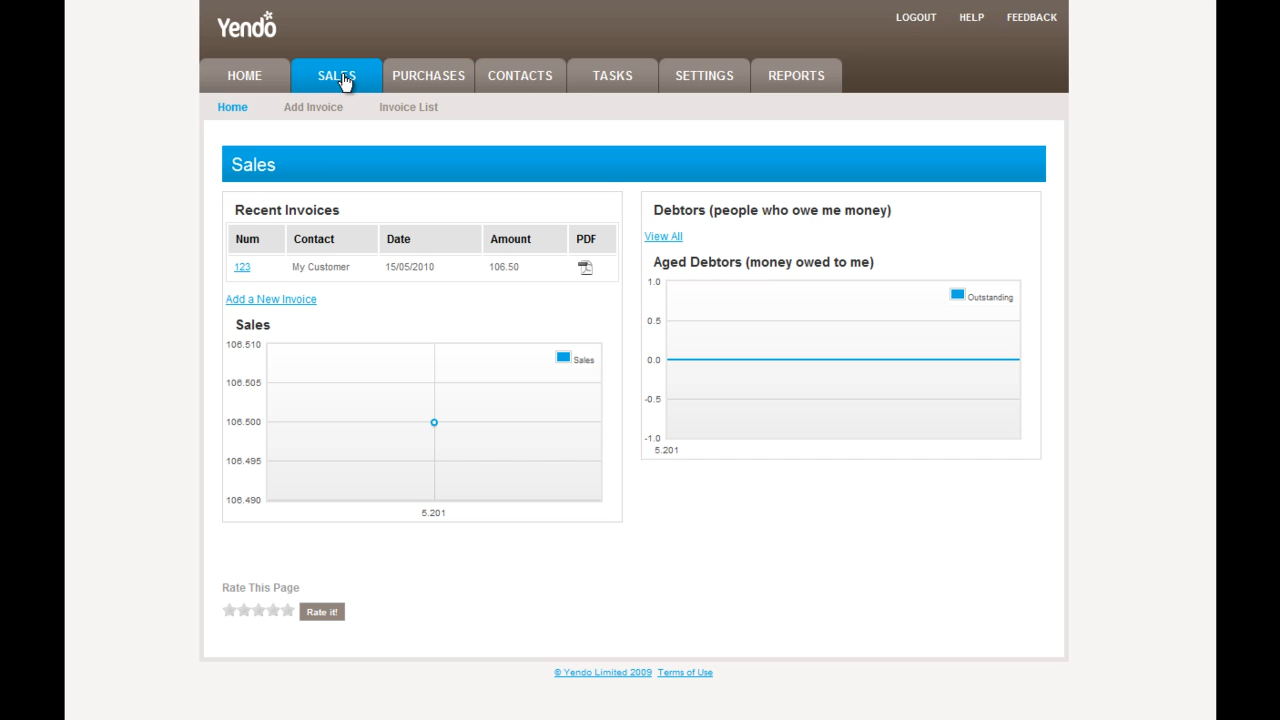 Yendo
LOGOUT HELP FEEDBACK
HOME SALES PURCHASES CONTACTS TASKS SETTINGS REPORTS
Home Add Invoice Invoice List
Sales
Recent Invoices
Num Contact Date Amount PDF
123 My Customer 15/05/2010 106.50
Add a New Invoice
Sales
106.510
106.505
106.500
106.495
106.490
Sales
5.201
Debtors (people who owe me money)
View All
Aged Debtors (money owed to me)
1.0
0.5
0.0
-0.5
-1.0
Outstanding
5.201
Rate This Page
Rate it!
© Yendo Limited 2009 Terms of Use